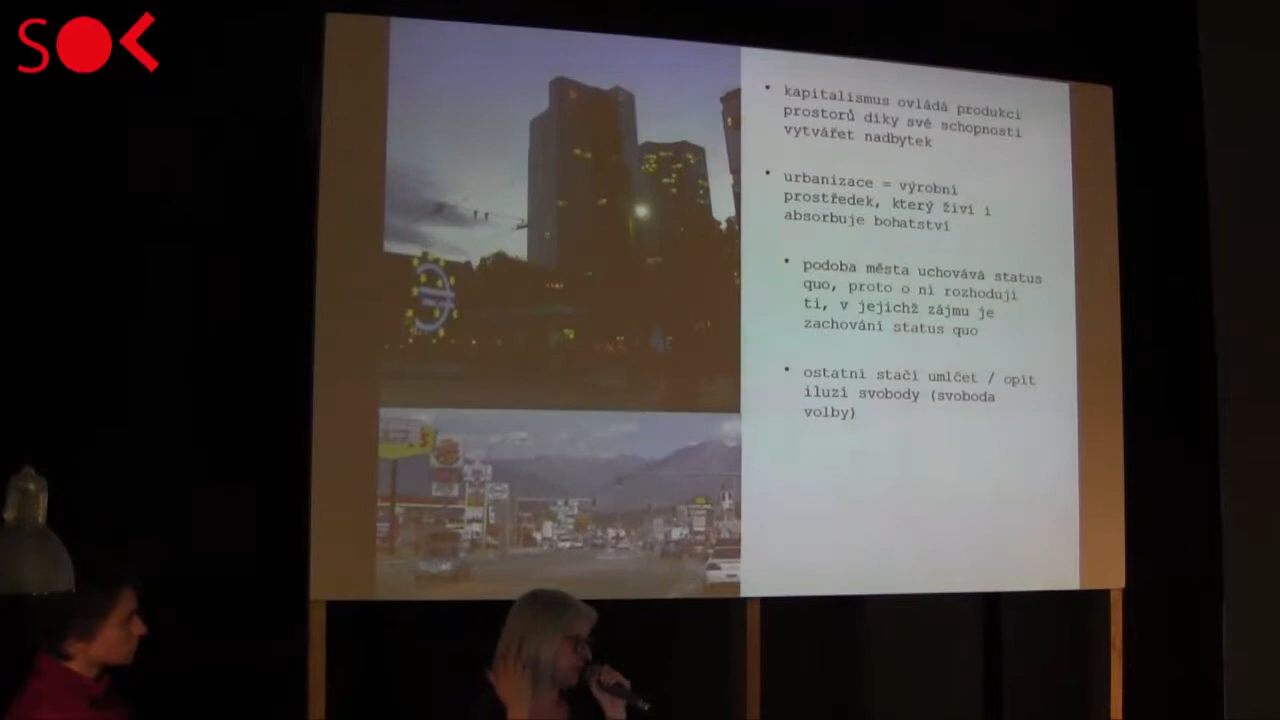 SOK
• kapitalismus ovládá produkci
prostorů díky své schopnosti
vytvářet nadbytek
• urbanizace = výrobní
prostředek, který živí i
absorbuje bohatství
• podoba města uchovává status
quo, proto o ní rozhodují
ti, v jejichž zájmu je
zachování status quo
• ostatní stačí umlčet / opít
iluzí svobody (svoboda
volby)